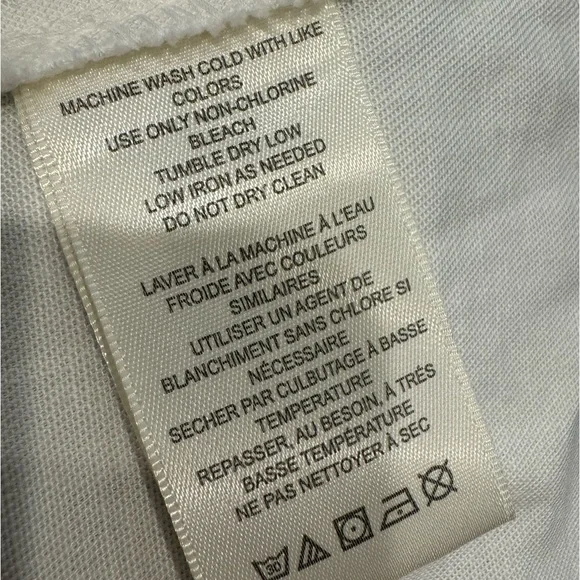 MACHINE WASH COLD WITH LIKE
COLORS
USE ONLY NON-CHLORINE
BLEACH
TUMBLE DRY LOW
LOW IRON AS NEEDED
DO NOT DRY CLEAN
LAVER À LA MACHINE À L'EAU
FROIDE AVEC COULEURS
SIMILAIRES
UTILISER UN AGENT DE
BLANCHIMENT SANS CHLORE SI
NÉCESSAIRE
SECHER PAR CULBUTAGE À BASSE
TEMPERATURE
REPASSER, AU BESOIN, À TRÉS
BASSE TEMPÉRATURE
NE PAS NETTOYER À SEC
30